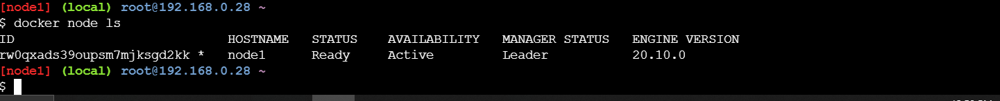 [node1] (local) root@192.168.0.28 ~
$ docker node ls
ID HOSTNAME STATUS AVAILABILITY MANAGER STATUS ENGINE VERSION
rw0qxads39oupsm7mjksgd2kk * node1 Ready Active Leader 20.10.0
[node1] (local) root@192.168.0.28 ~
$